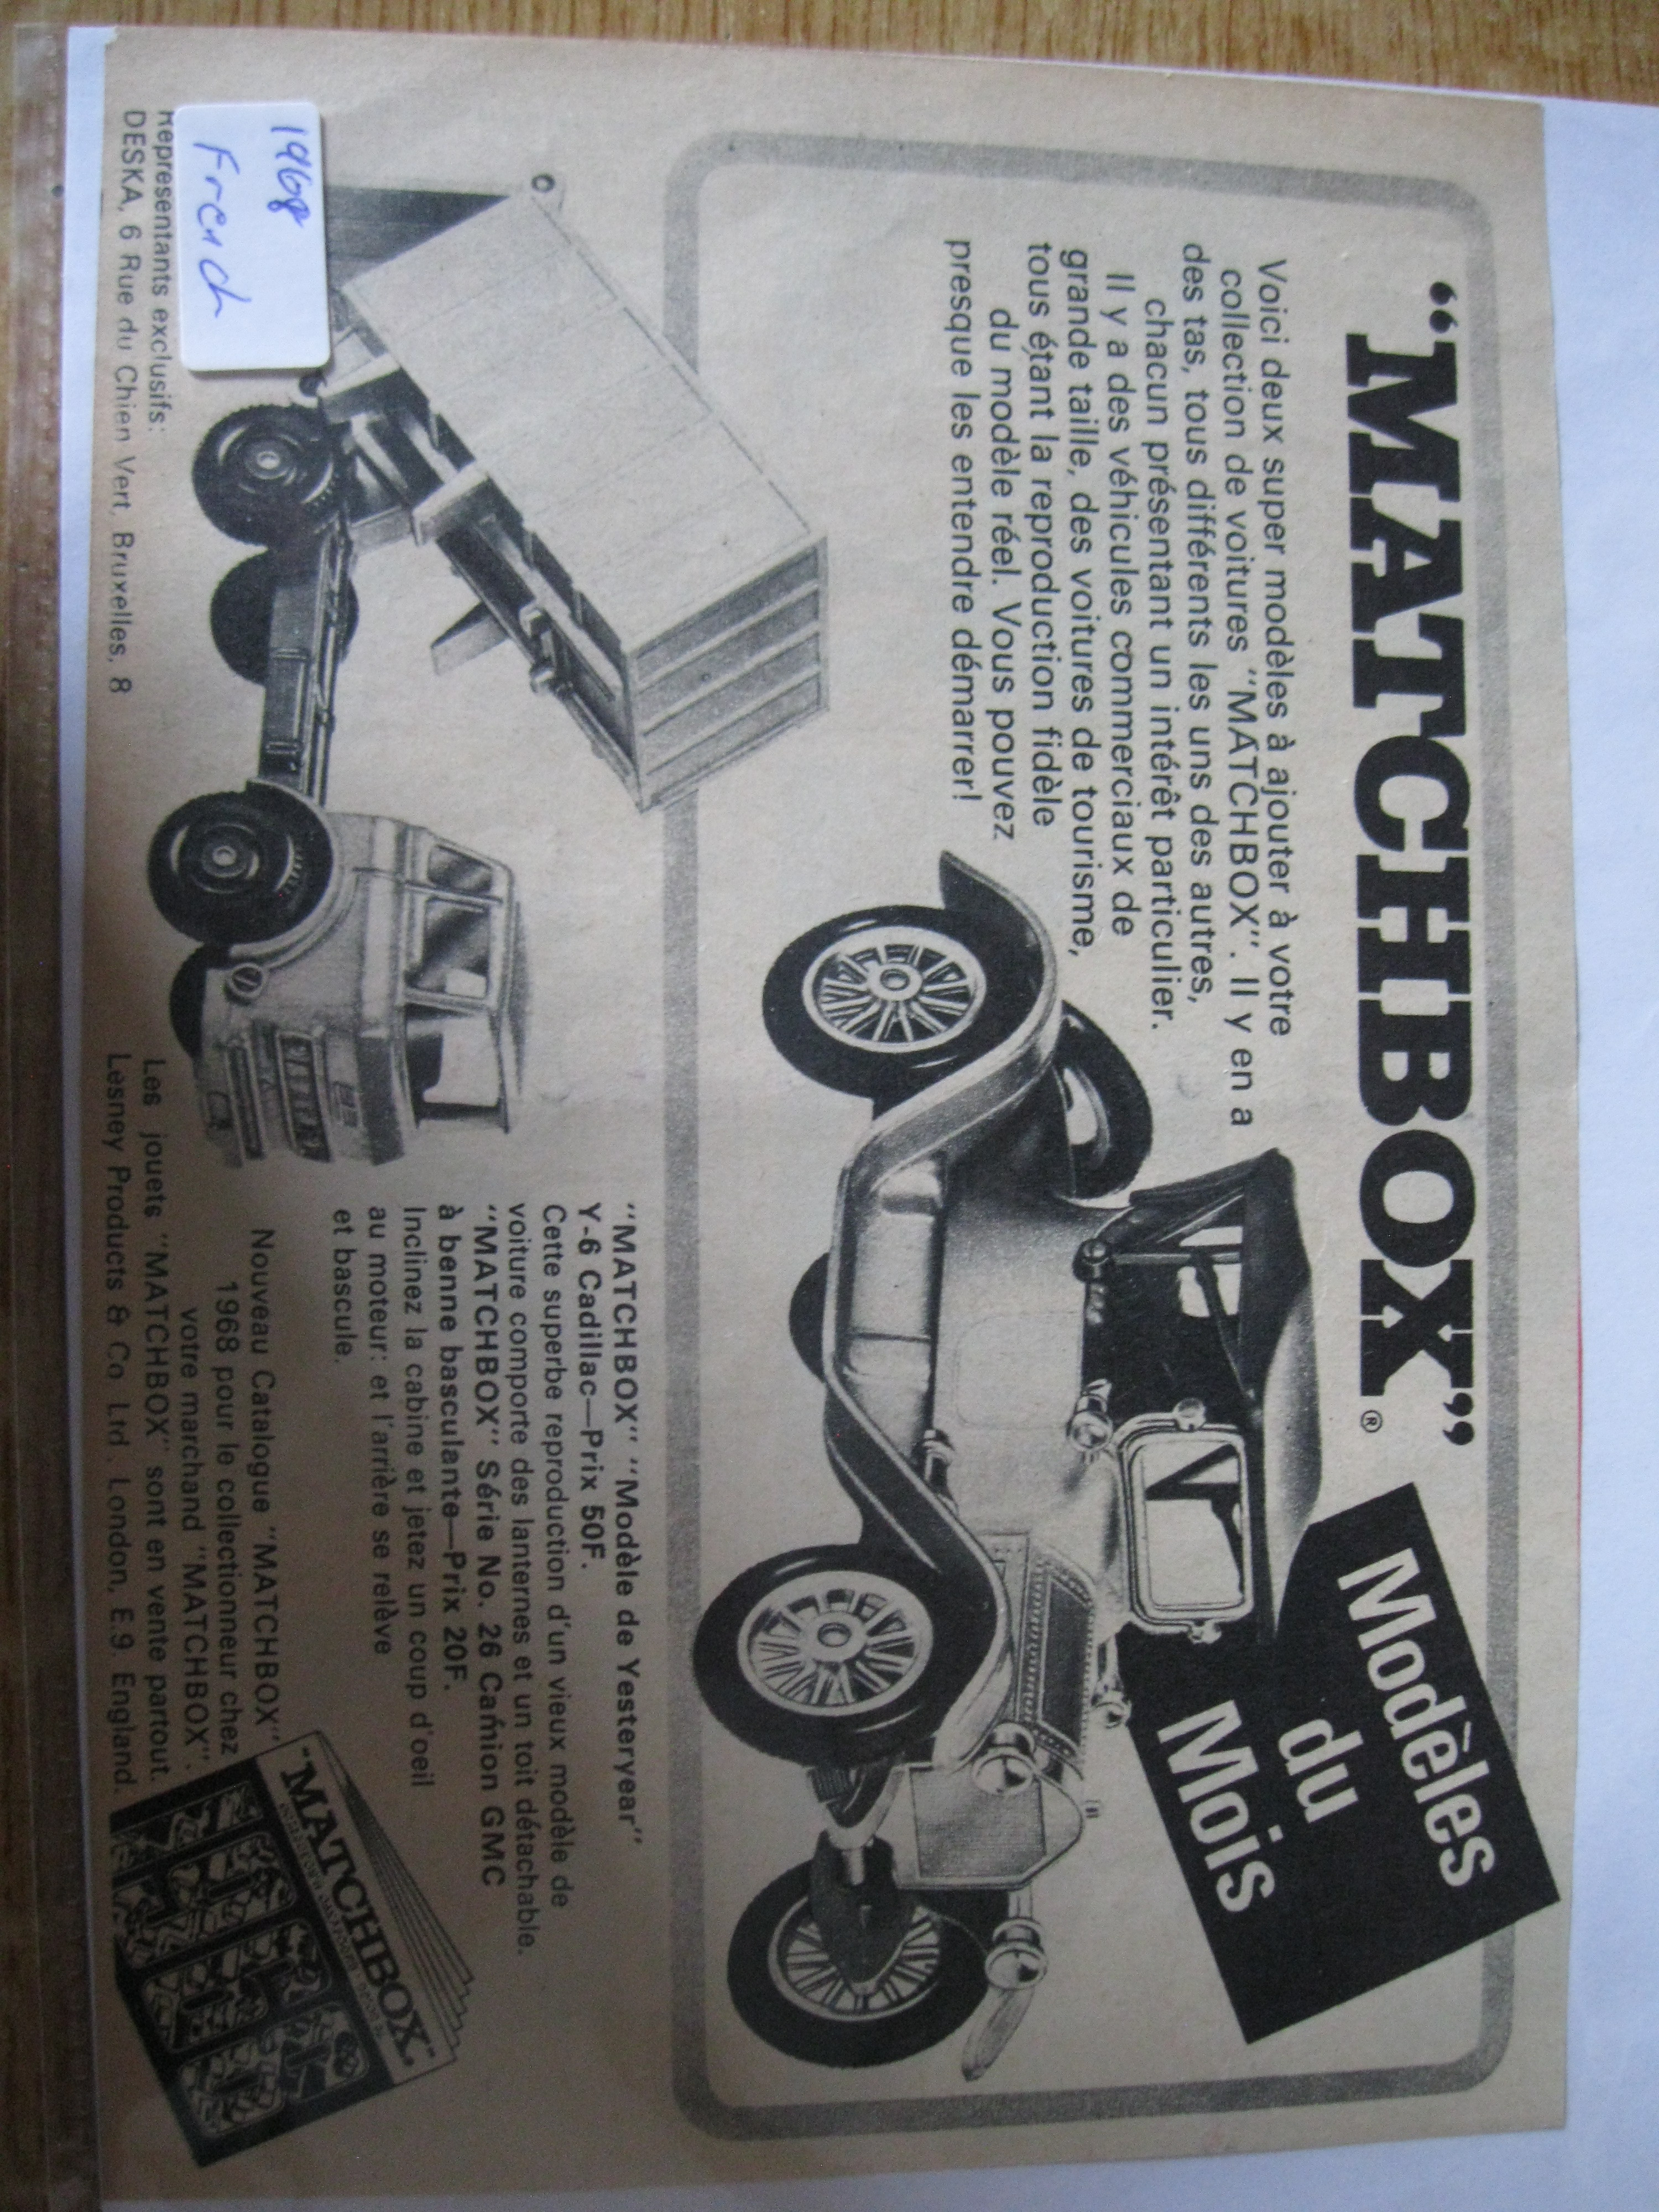 "MATCHBOX"®
Modèles
du
Mois
Voici deux super modèles à ajouter à votre
collection de voitures "MATCHBOX". Il y en a
des tas, tous différents les uns des autres,
chacun présentant un intérêt particulier.
Il y a des véhicules commerciaux de
grande taille, des voitures de tourisme,
tous étant la reproduction fidèle
du modèle réel. Vous pouvez
presque les entendre démarrer!
"MATCHBOX" "Modèle de Yesteryear"
Y-6 Cadillac—Prix 50F.
Cette superbe reproduction d'un vieux modèle de
voiture comporte des lanternes et un toit détachable.
"MATCHBOX" Série No. 26 Camion GMC
à benne basculante—Prix 20F.
Inclinez la cabine et jetez un coup d'oeil
au moteur: et l'arrière se relève
et bascule.
Nouveau Catalogue "MATCHBOX"
1968 pour le collectionneur chez
votre marchand "MATCHBOX".
Les jouets "MATCHBOX" sont en vente partout.
Lesney Products & Co. Ltd. London, E.9. England.
"MATCHBOX"
1968
French
Représentants exclusifs:
DESKA, 6 Rue du Chien Vert, Bruxelles, 8